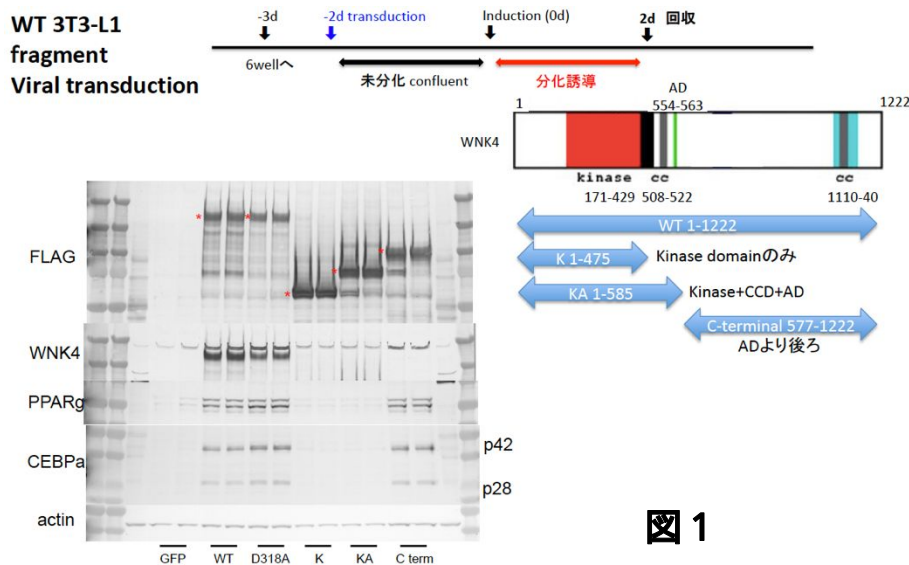 WT 3T3-L1
fragment
Viral transduction
-3d
-2d transduction
Induction (0d)
2d 回収
6wellへ
未分化 confluent
分化誘導
AD
1
554-563
1222
WNK4
kinase
cc
cc
171-429
508-522
1110-40
WT 1-1222
K 1-475
Kinase domainのみ
KA 1-585
Kinase+CCD+AD
C-terminal 577-1222
ADより後ろ
FLAG
*
*
*
*
*
WNK4
PPARg
CEBPa
p42
p28
actin
GFP
WT
D318A
K
KA
C term
図1